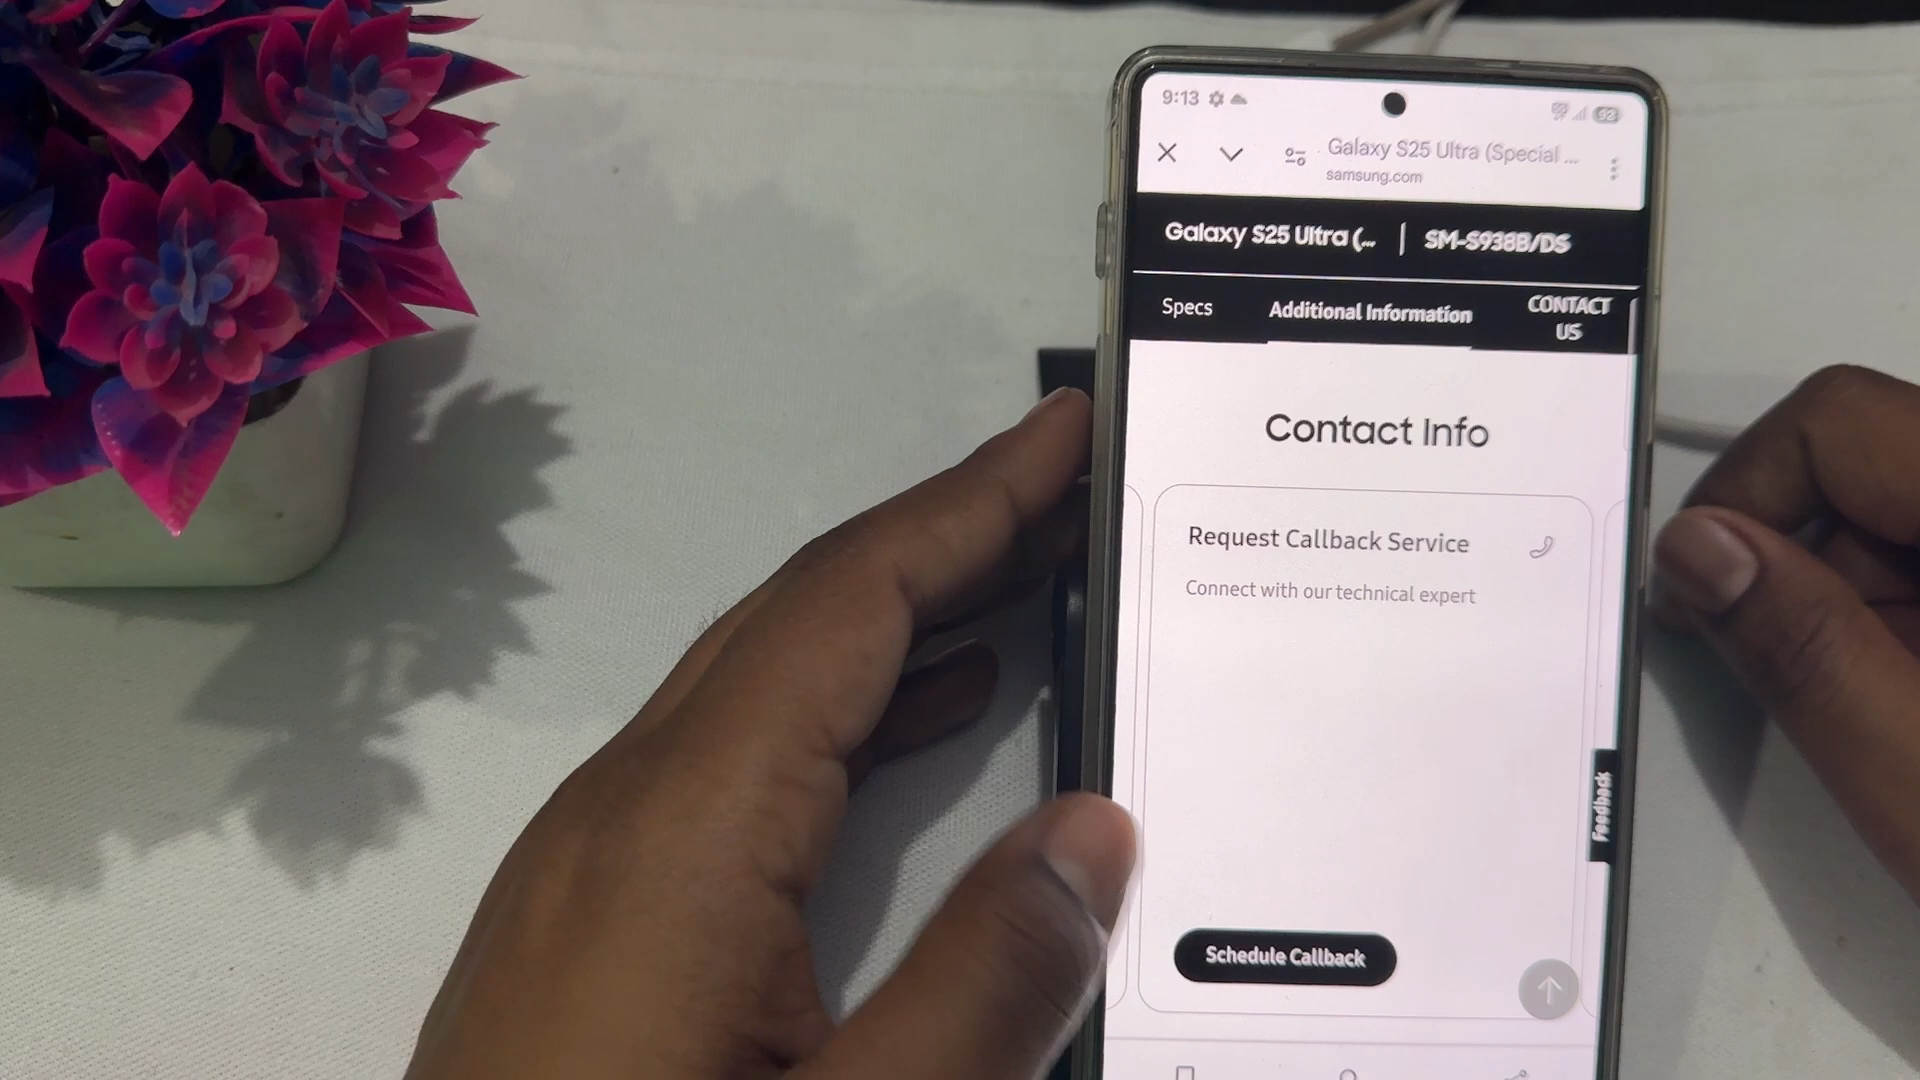 9:13
92
Galaxy S25 Ultra (Special ...
samsung.com
Galaxy S25 Ultra (... | SM-S938B/DS
Specs Additional Information CONTACT
US
Contact Info
Request Callback Service
Connect with our technical expert
Feedback
Schedule Callback